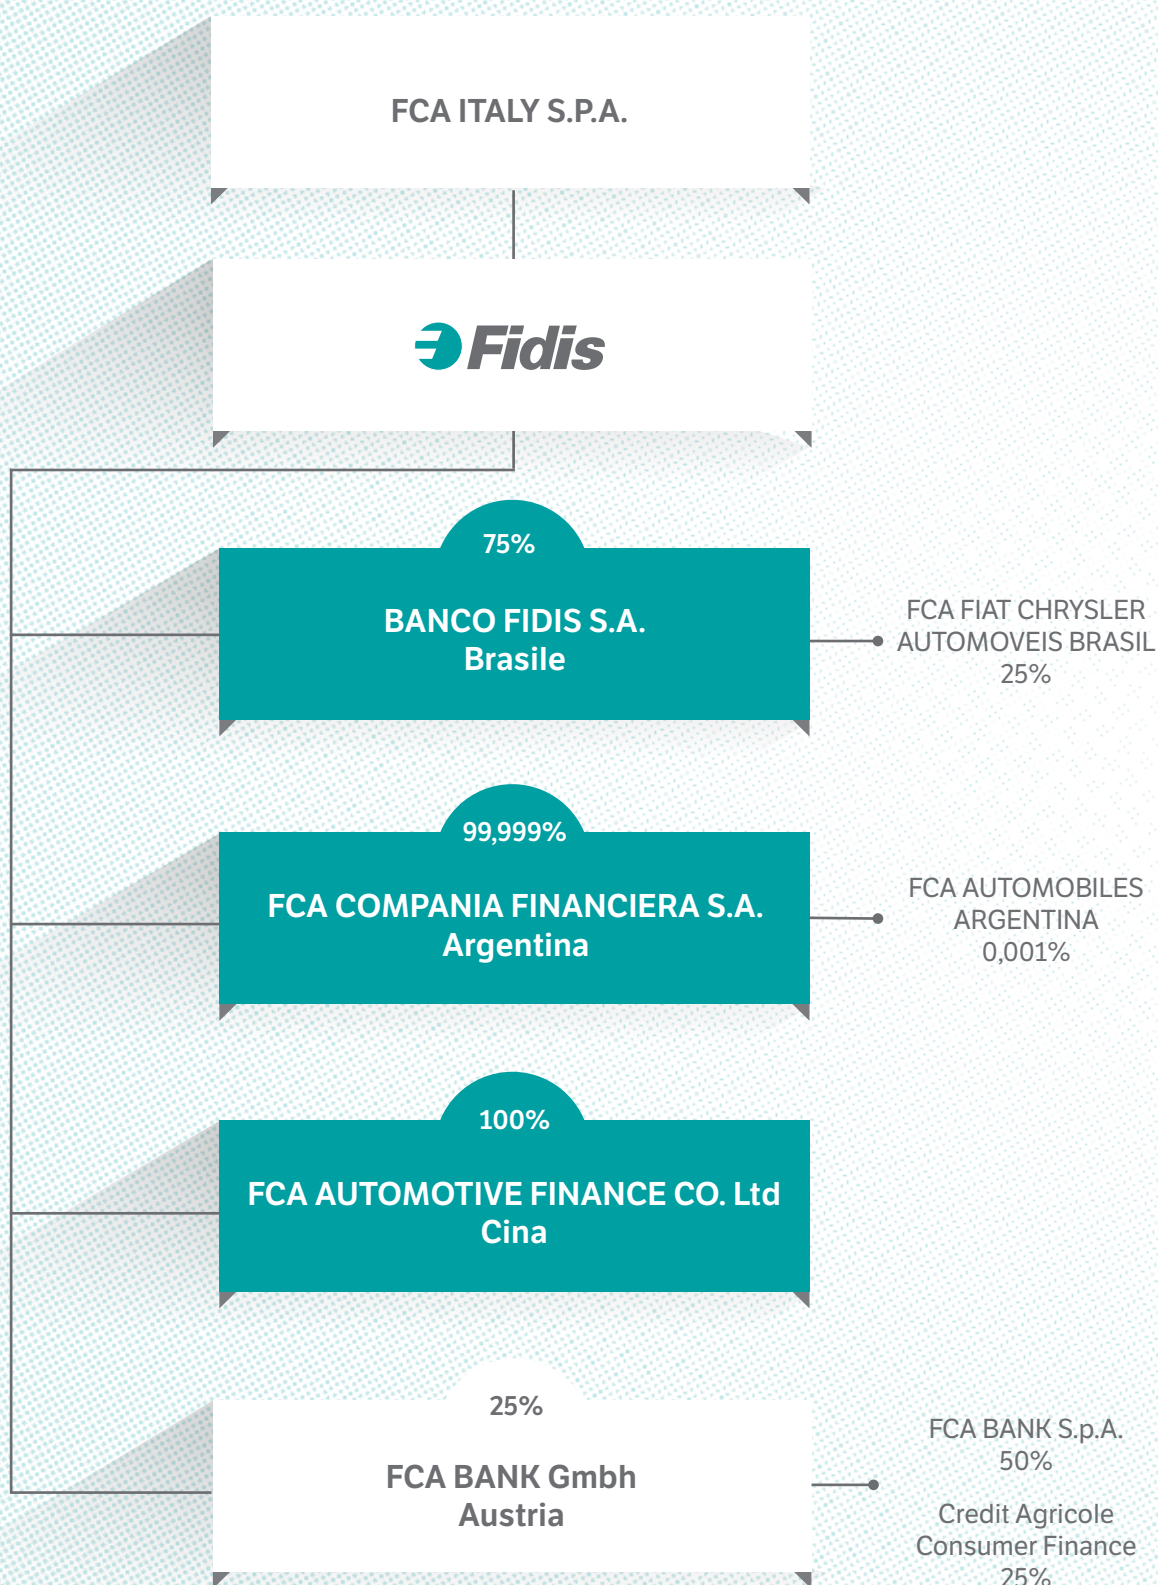 FCA ITALY S.P.A.
Fidis
75%
BANCO FIDIS S.A.
Brasile
FCA FIAT CHRYSLER
AUTOMOVEIS BRASIL
25%
99,999%
FCA COMPANIA FINANCIERA S.A.
Argentina
FCA AUTOMOBILES
ARGENTINA
0,001%
100%
FCA AUTOMOTIVE FINANCE CO. Ltd
Cina
25%
FCA BANK Gmbh
Austria
FCA BANK S.p.A.
50%
Credit Agricole
Consumer Finance
25%